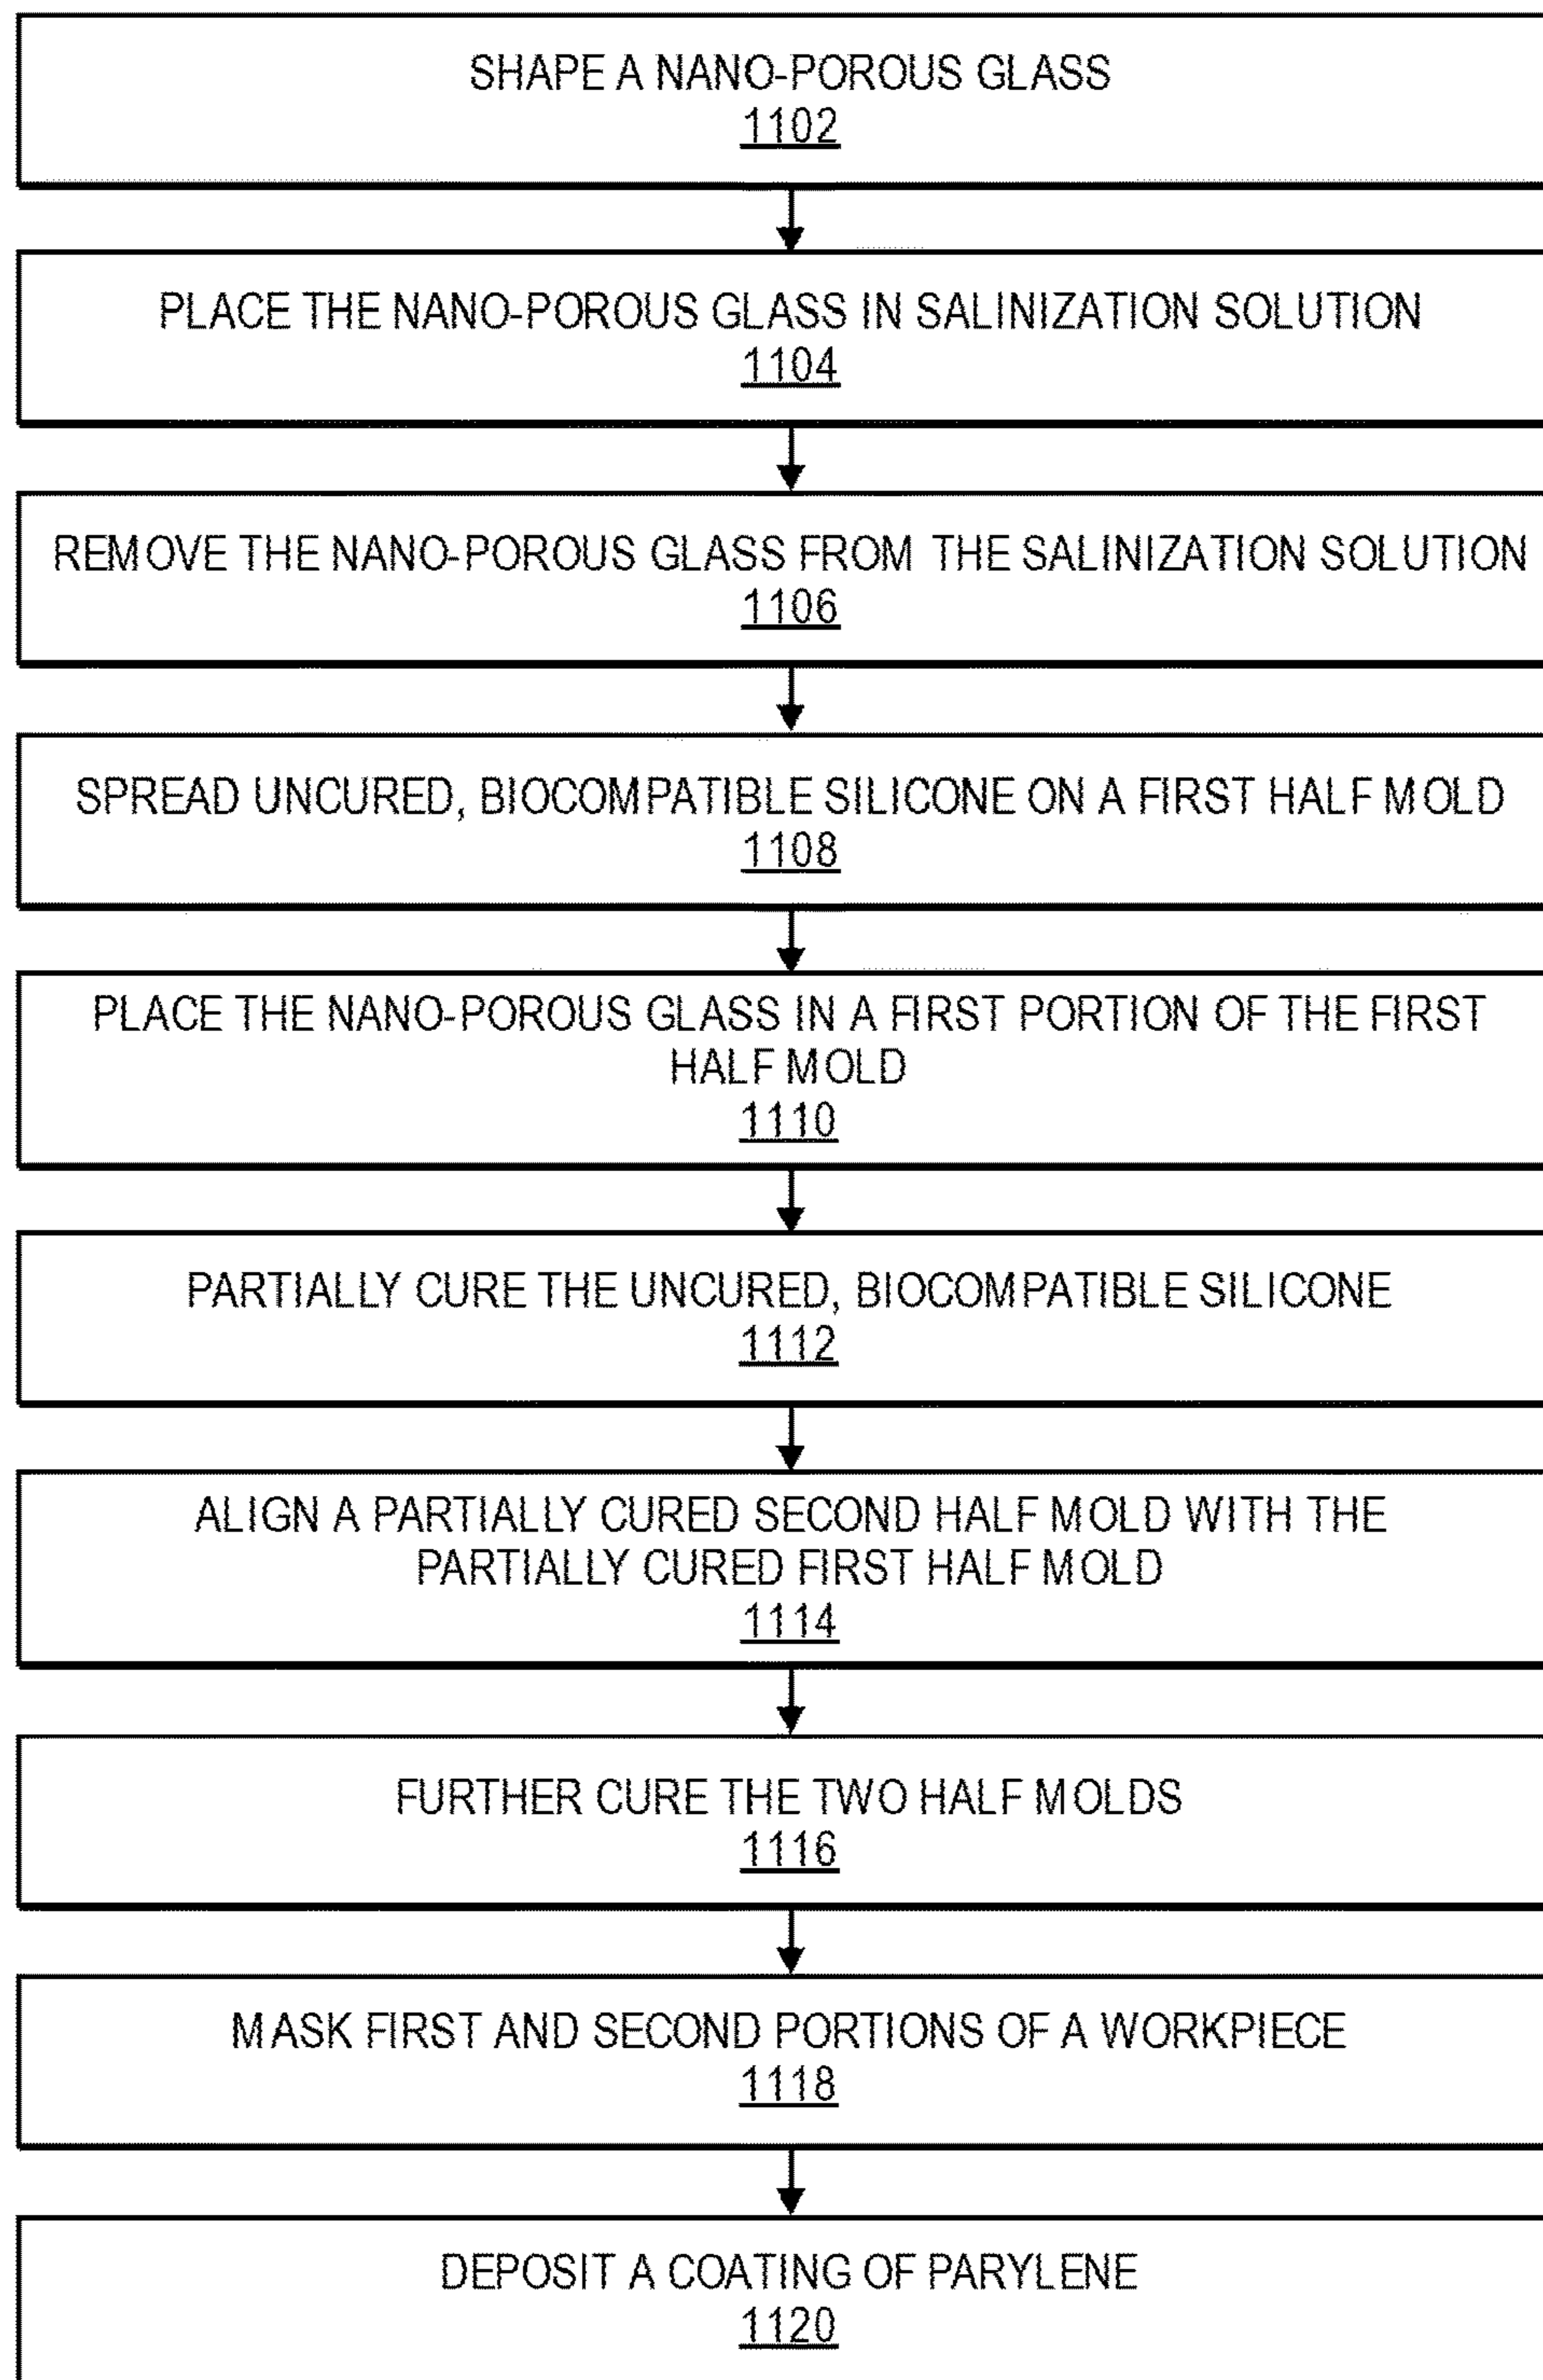 SHAPE A NANO-POROUS GLASS
1102
PLACE THE NANO-POROUS GLASS IN SALINIZATION SOLUTION
1104
REMOVE THE NANO-POROUS GLASS FROM THE SALINIZATION SOLUTION
1106
SPREAD UNCURED, BIOCOMPATIBLE SILICONE ON A FIRST HALF MOLD
1108
PLACE THE NANO-POROUS GLASS IN A FIRST PORTION OF THE FIRST
HALF MOLD
1110
PARTIALLY CURE THE UNCURED, BIOCOMPATIBLE SILICONE
1112
ALIGN A PARTIALLY CURED SECOND HALF MOLD WITH THE
PARTIALLY CURED FIRST HALF MOLD
1114
FURTHER CURE THE TWO HALF MOLDS
1116
MASK FIRST AND SECOND PORTIONS OF A WORKPIECE
1118
DEPOSIT A COATING OF PARYLENE
1120